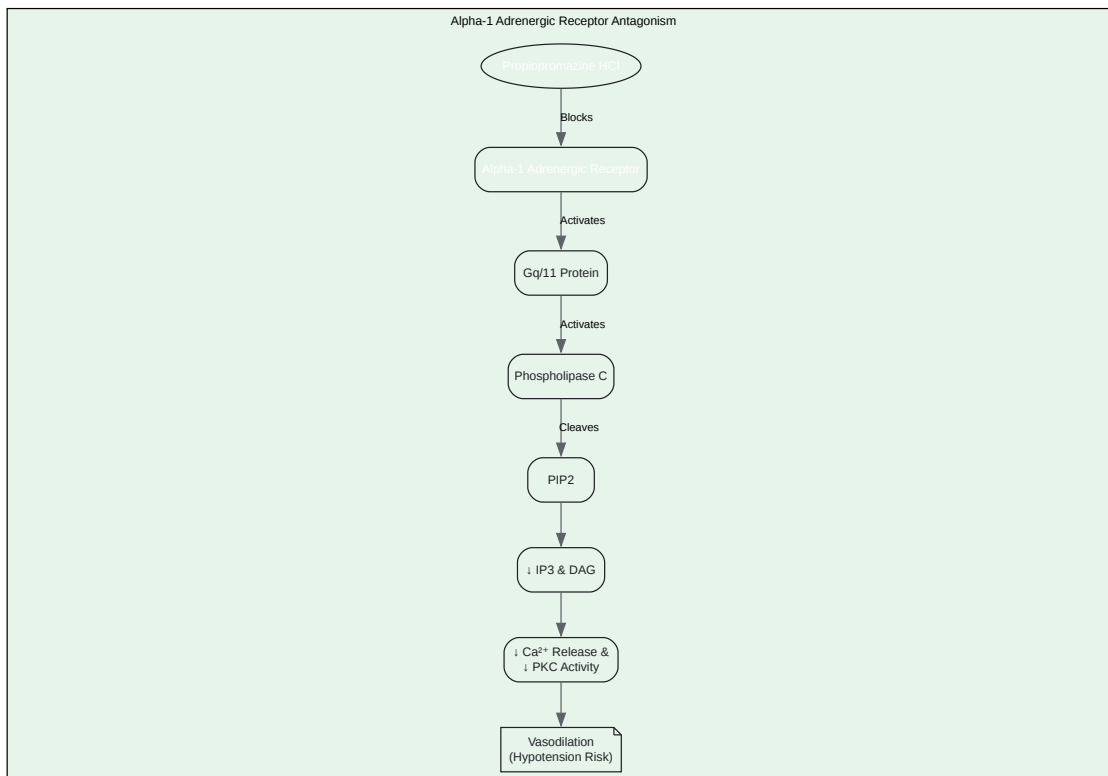 Alpha-1 Adrenergic Receptor Antagonism
Propiopromazine HCl
Blocks
Alpha-1 Adrenergic Receptor
Activates
Gq/11 Protein
Activates
Phospholipase C
Cleaves
PIP2
↓ IP3 & DAG
↓ Ca²⁺ Release &
↓ PKC Activity
Vasodilation
(Hypotension Risk)